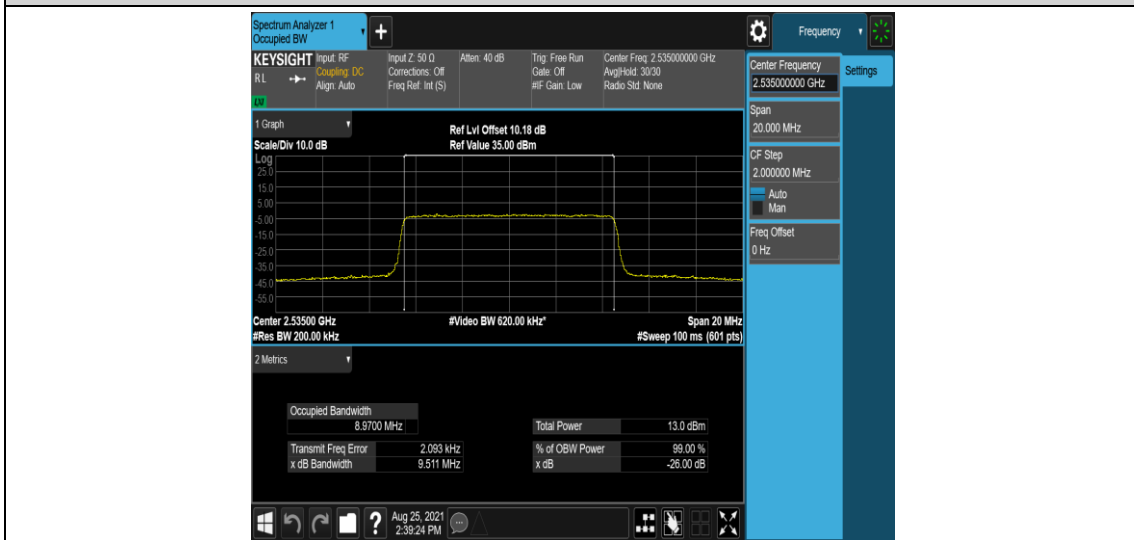 Spectrum Analyzer 1
Occupied BW
+
Frequency
KEYSIGHT
RL
LXI
Input: RF
Coupling: DC
Align: Auto
Input Z: 50 Ω
Corrections: Off
Freq Ref: Int (S)
Atten: 40 dB
Trig: Free Run
Gate: Off
#IF Gain: Low
Center Freq: 2.535000000 GHz
Avg|Hold: 30/30
Radio Std: None
Center Frequency
2.535000000 GHz
Settings
Span
20.000 MHz
CF Step
2.000000 MHz
Auto
Man
Freq Offset
0 Hz
1 Graph
Ref Lvl Offset 10.18 dB
Scale/Div 10.0 dB
Ref Value 35.00 dBm
Log
25.0
15.0
5.00
-5.00
-15.0
-25.0
-35.0
-45.0
-55.0
Center 2.53500 GHz
#Video BW 620.00 kHz*
Span 20 MHz
#Res BW 200.00 kHz
#Sweep 100 ms (601 pts)
2 Metrics
Occupied Bandwidth
8.9700 MHz
Total Power 13.0 dBm
Transmit Freq Error 2.093 kHz
% of OBW Power 99.00 %
x dB Bandwidth 9.511 MHz
x dB -26.00 dB
?
Aug 25, 2021
2:39:24 PM